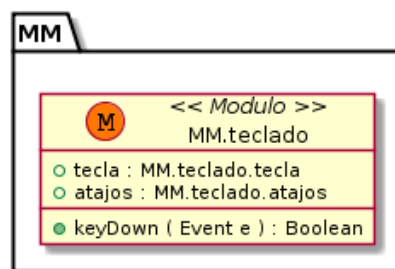 MM
M
<< Modulo >>
MM.teclado
tecla : MM.teclado.tecla
atajos : MM.teclado.atajos
keyDown ( Event e ) : Boolean